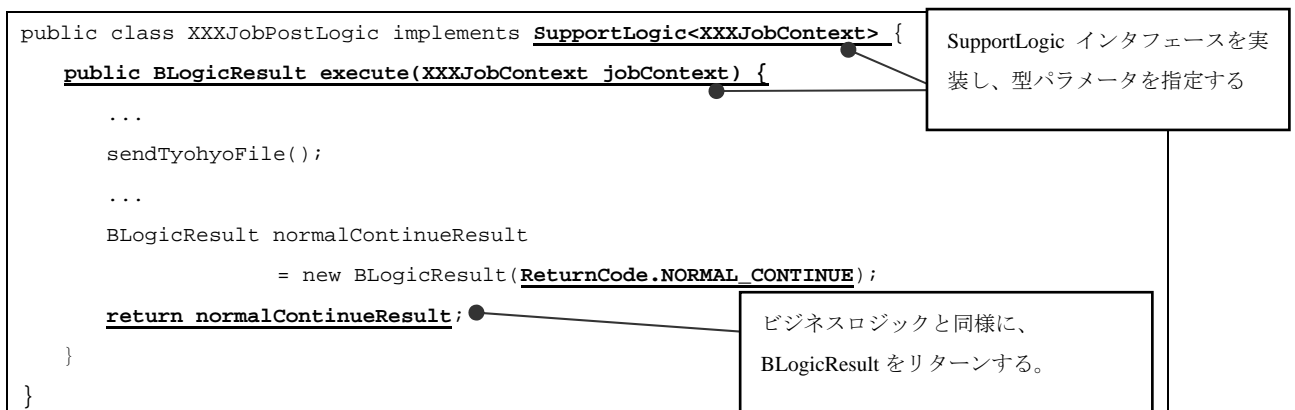 public class XXXJobPostLogic implements SupportLogic<XXXJobContext> {
public BLogicResult execute(XXXJobContext jobContext) {
...
sendTyohyoFile();
...
BLogicResult normalContinueResult
= new BLogicResult(ReturnCode.NORMAL_CONTINUE);
return normalContinueResult;
}
}
SupportLogic インタフェースを実
装し、型パラメータを指定する
ビジネスロジックと同様に、
BLogicResult をリターンする。